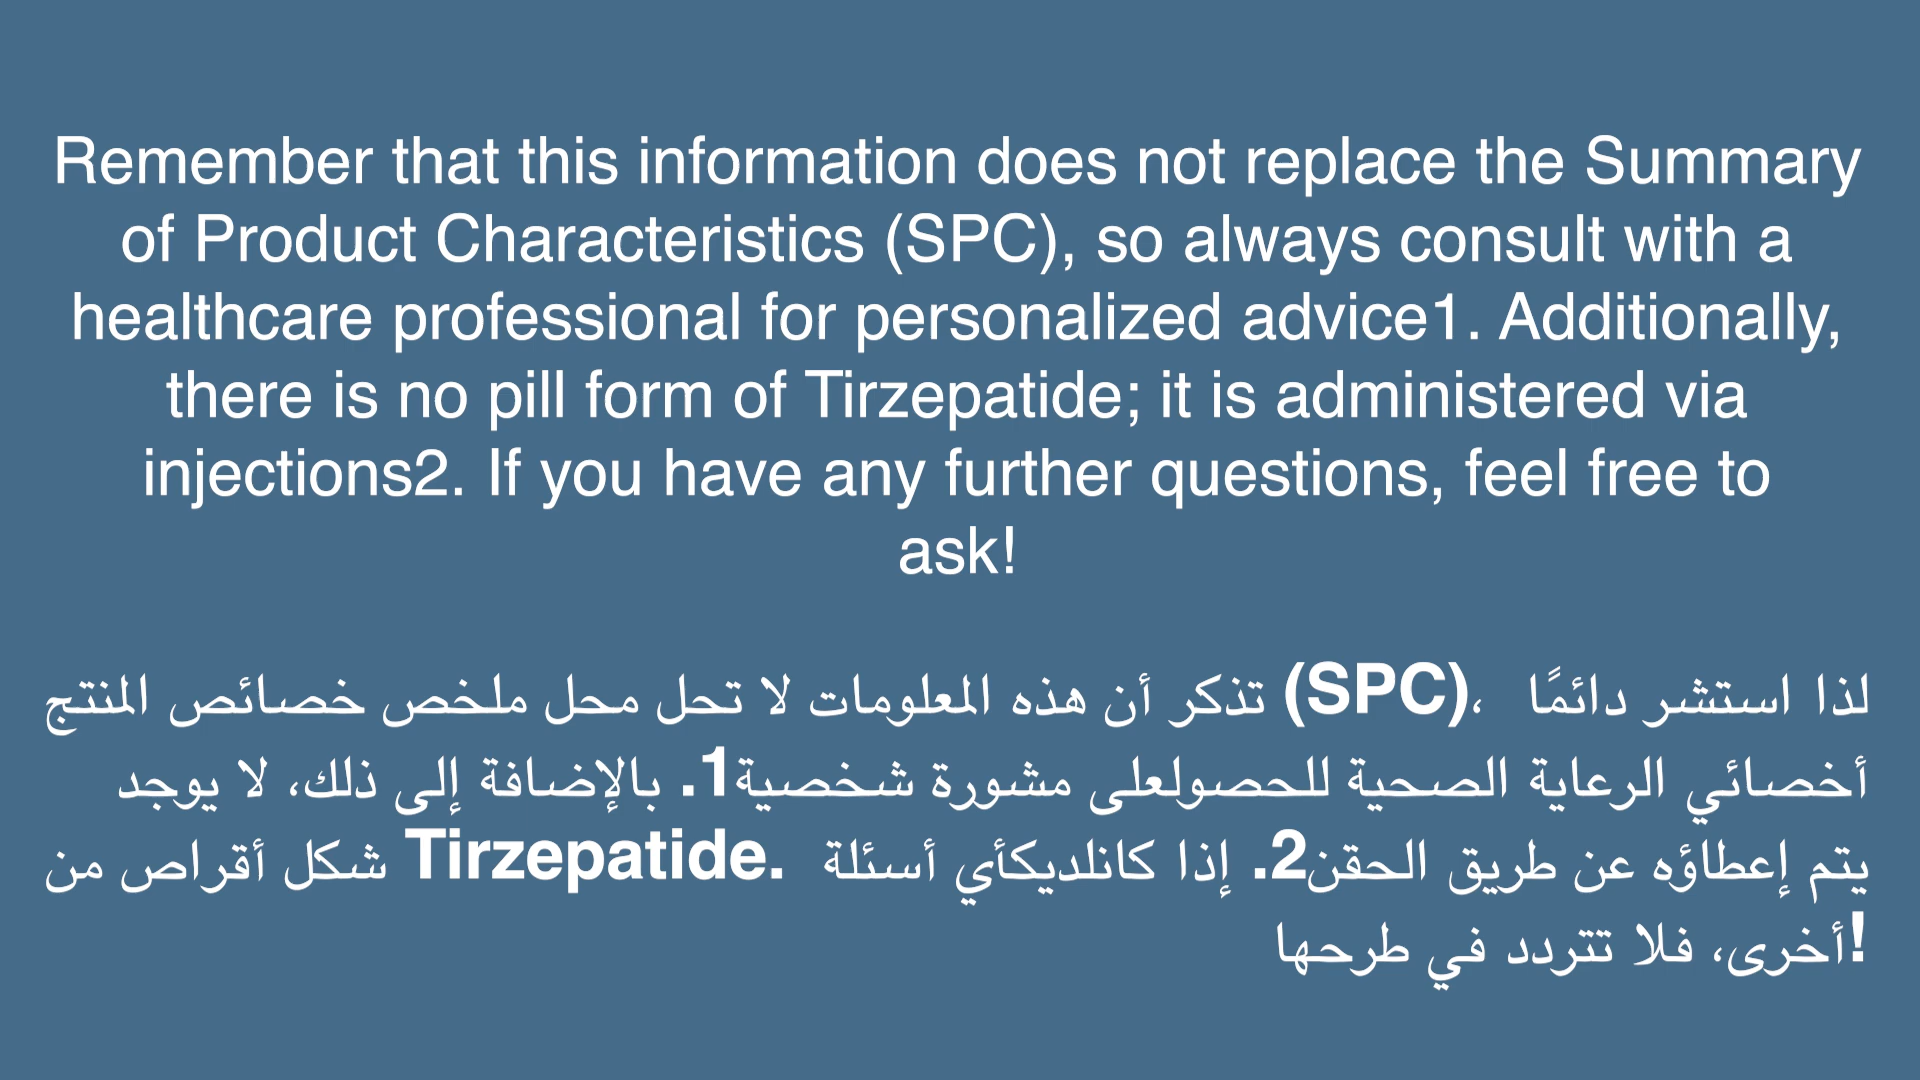 Remember that this information does not replace the Summary
of Product Characteristics (SPC), so always consult with a
healthcare professional for personalized advice1. Additionally,
there is no pill form of Tirzepatide; it is administered via
injections2. If you have any further questions, feel free to
ask!
تذكر أن هذه المعلومات لا تحل محل ملخص خصائص المنتج (SPC)، لذا استشر دائمًا
أخصائي الرعاية الصحية للحصولعلى مشورة شخصية1. بالإضافة إلى ذلك، لا يوجد
شكل أقراص من Tirzepatide. يتم إعطاؤه عن طريق الحقن2. إذا كانلديكأي أسئلة
أخرى، فلا تتردد في طرحها!